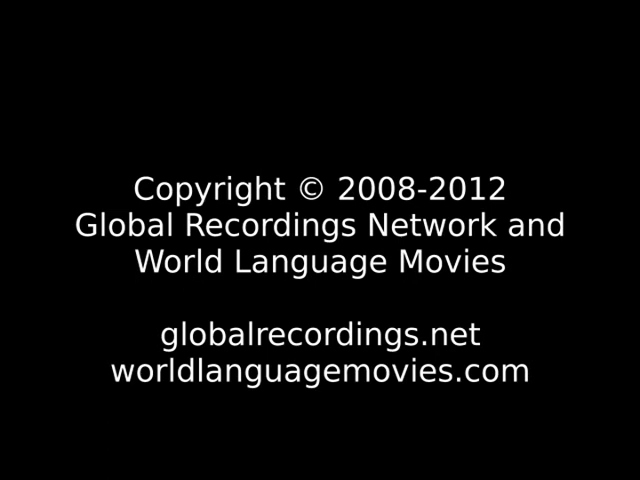 Copyright © 2008-2012
Global Recordings Network and
World Language Movies
globalrecordings.net
worldlanguagemovies.com